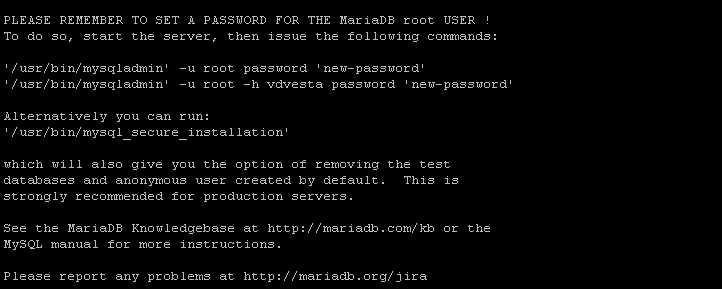 PLEASE REMEMBER TO SET A PASSWORD FOR THE MariaDB root USER !
To do so, start the server, then issue the following commands:
'/usr/bin/mysqladmin' -u root password 'new-password'
'/usr/bin/mysqladmin' -u root -h vdvesta password 'new-password'
Alternatively you can run:
'/usr/bin/mysql_secure_installation'
which will also give you the option of removing the test
databases and anonymous user created by default.  This is
strongly recommended for production servers.
See the MariaDB Knowledgebase at http://mariadb.com/kb or the
MySQL manual for more instructions.
Please report any problems at http://mariadb.org/jira